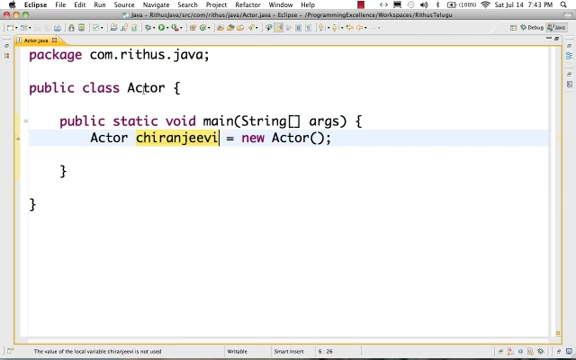 Eclipse File Edit Run Source Navigate Search Project Refactor Window Help (100%) Sat Jul 14 7:43 PM
Java - RithusJava/src/com/rithus/java/Actor.java - Eclipse - /ProgrammingExcellence/Workspaces/RithusTelugu
Debug Java
Actor.java
package com.rithus.java;
public class Actor {
public static void main(String[] args) {
Actor chiranjeevi = new Actor();
}
}
The value of the local variable chiranjeevi is not used Writable Smart Insert 6 : 26